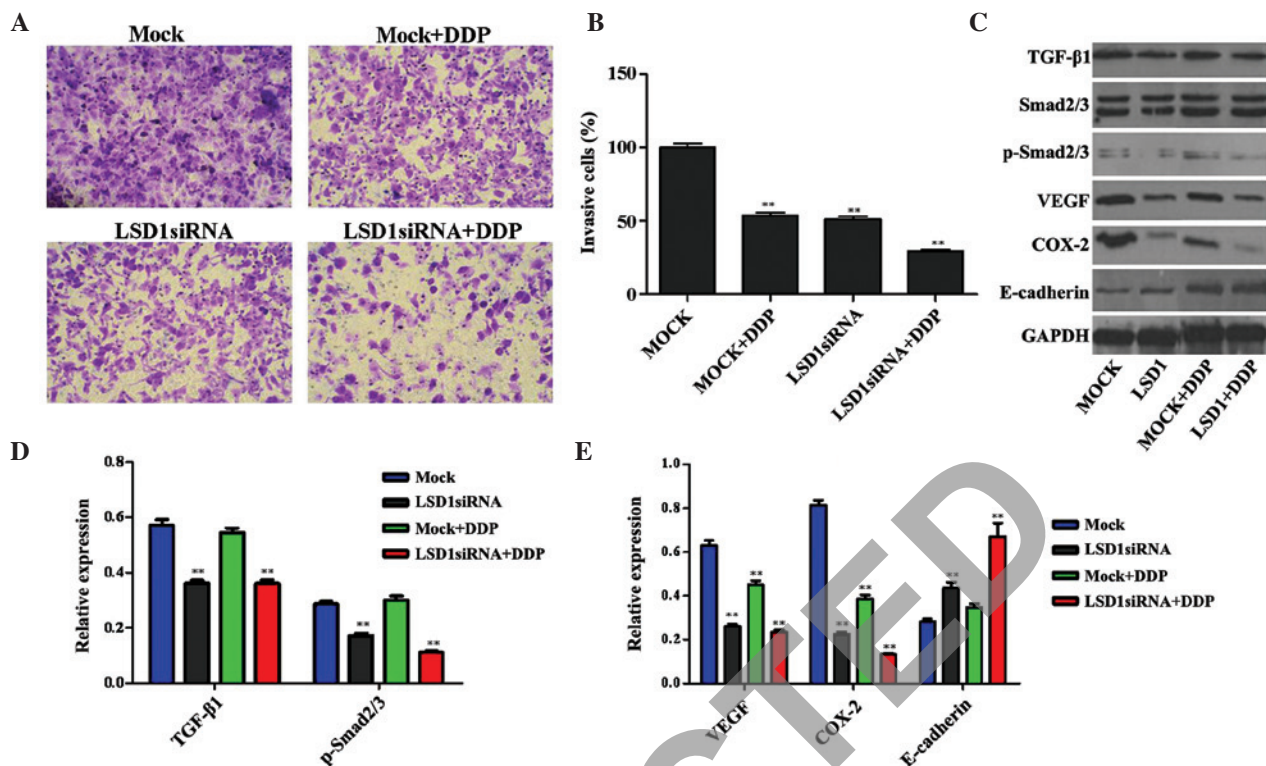 A
Mock
Mock+DDP
LSD1siRNA
LSD1siRNA+DDP
B
Invasive cells (%)
150
100
50
0
MOCK
MOCK+DDP
LSD1siRNA
LSD1siRNA+DDP
**
**
**
C
TGF-β1
Smad2/3
p-Smad2/3
VEGF
COX-2
E-cadherin
GAPDH
MOCK
LSD1
MOCK+DDP
LSD1+DDP
D
Relative expression
0.8
0.6
0.4
0.2
0.0
**
**
**
**
TGF-β1
p-Smad2/3
Mock
LSD1siRNA
Mock+DDP
LSD1siRNA+DDP
E
Relative expression
1.0
0.8
0.6
0.4
0.2
0.0
**
**
**
**
**
**
**
**
VEGF
COX-2
E-cadherin
Mock
LSD1siRNA
Mock+DDP
LSD1siRNA+DDP
CTED